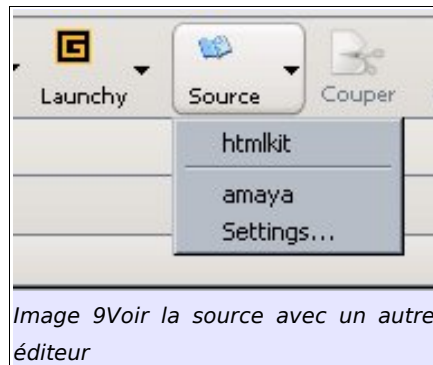 Launchy
Source
Couper
htmlkit
amaya
Settings...
Image 9Voir la source avec un autre
éditeur